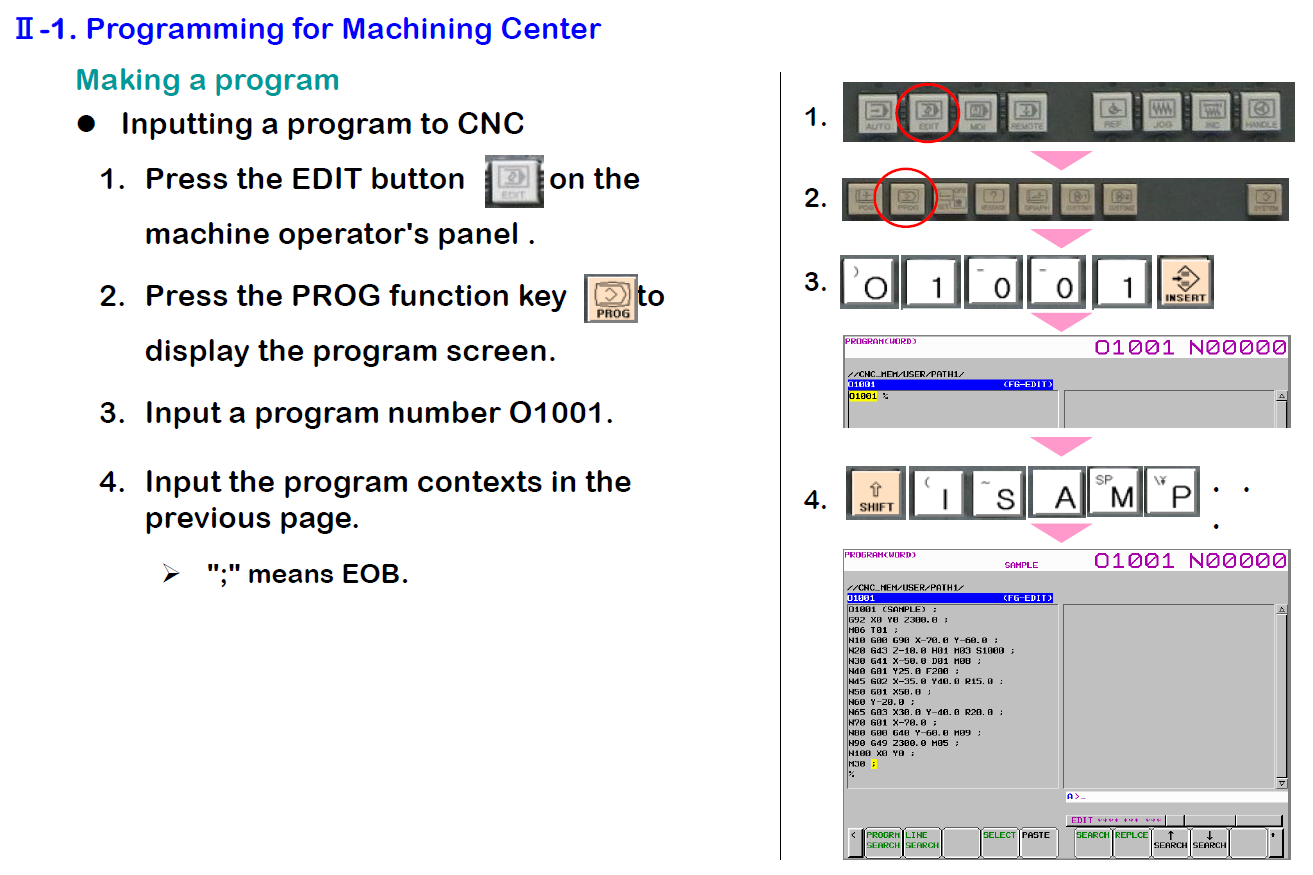 Ⅱ-1. Programming for Machining Center
Making a program
● Inputting a program to CNC
1. Press the EDIT button EDIT on the
machine operator's panel .
2. Press the PROG function key PROG to
display the program screen.
3. Input a program number O1001.
4. Input the program contexts in the
previous page.
➢ ";" means EOB.
1. AUTO EDIT MDI REMOTE REF JOG INC HANDLE
2. POS PROG MESSAGE GRAPH SYSTEM
3. ) O 1 0 0 1 INSERT
PROGRAM(WORD)
O1001 N00000
//CNC_MEM/USER/PATH1/
O1001 (FG-EDIT)
O1001 %
4. SHIFT ( I ~ S A SP M \¥ P . . .
PROGRAM(WORD)
SAMPLE O1001 N00000
//CNC_MEM/USER/PATH1/
O1001 (FG-EDIT)
O1001 (SAMPLE) ;
G92 X0 Y0 Z300.0 ;
M06 T01 ;
N10 G00 G90 X-70.0 Y-60.0 ;
N20 G43 Z-10.0 H01 M03 S1000 ;
N30 G41 X-50.0 D01 M08 ;
N40 G01 Y25.0 F200 ;
N45 G02 X-35.0 Y40.0 R15.0 ;
N50 G01 X50.0 ;
N60 Y-20.0 ;
N65 G03 X30.0 Y-40.0 R20.0 ;
N70 G01 X-70.0 ;
N80 G00 G40 Y-60.0 M09 ;
N90 G49 Z300.0 M05 ;
N100 X0 Y0 ;
M30 ;
%
A>_
EDIT **** *** ***
< PROGRM SEARCH LINE SEARCH SELECT PASTE SEARCH REPLCE ↑ SEARCH ↓ SEARCH +